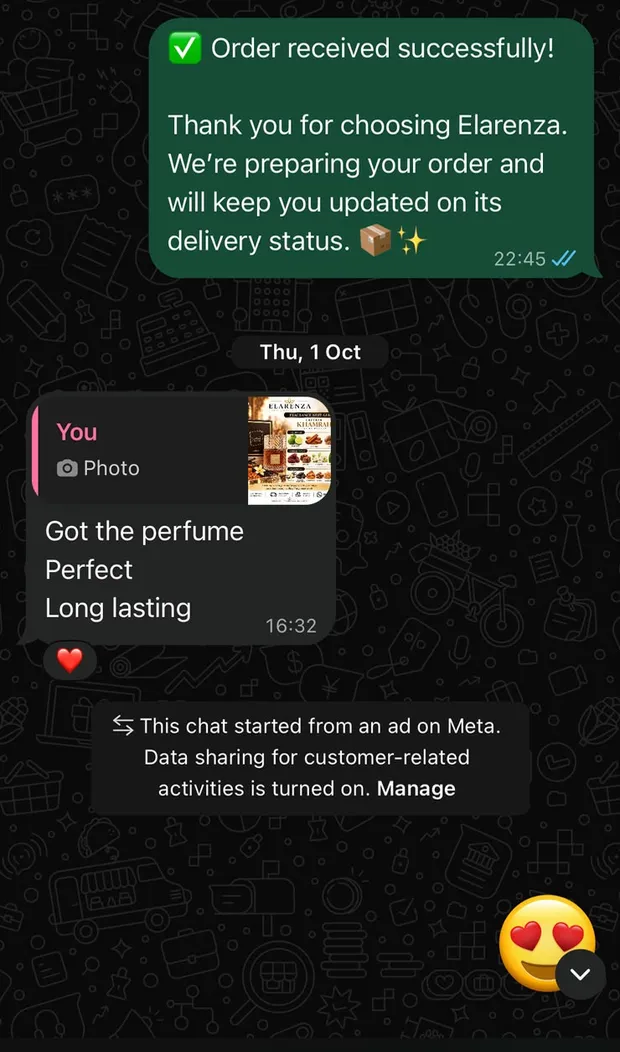 ✅ Order received successfully!
Thank you for choosing Elarenza.
We're preparing your order and
will keep you updated on its
delivery status. 📦✨
22:45
Thu, 1 Oct
You
Photo
ELARENZA
KHAMRAH
Got the perfume
Perfect
Long lasting
16:32
This chat started from an ad on Meta.
Data sharing for customer-related
activities is turned on. Manage